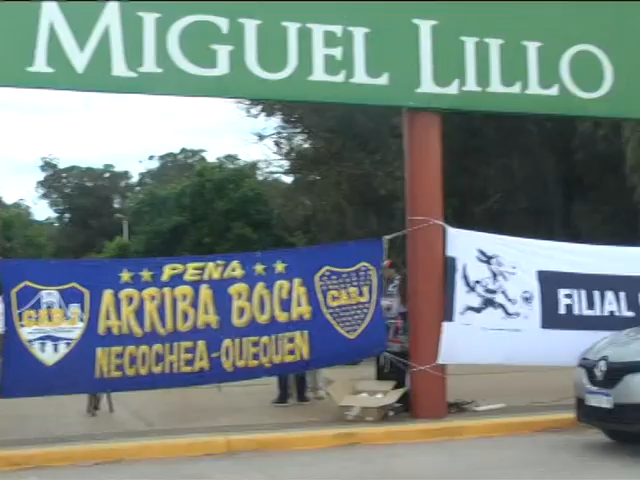 MIGUEL LILLO
PEÑA
ARRIBA BOCA
NECOCHEA-QUEQUEN
CABJ
CABJ
FILIAL